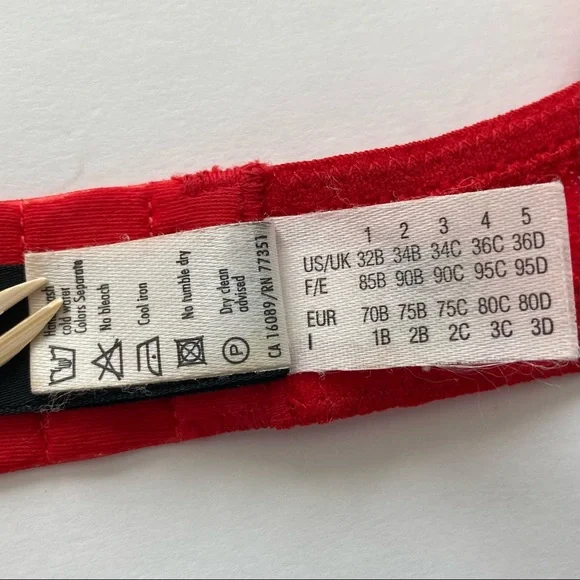 Hand wash
cold water
Colors Separate
No bleach
Cool iron
No tumble dry
Dry clean
advised
CA 16089/RN 77351
1 2 3 4 5
US/UK 32B 34B 34C 36C 36D
F/E 85B 90B 90C 95C 95D
EUR 70B 75B 75C 80C 80D
I 1B 2B 2C 3C 3D